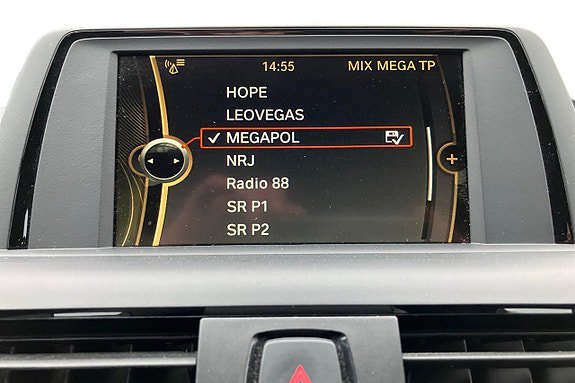 14:55 MIX MEGA TP
HOPE
LEOVEGAS
MEGAPOL
NRJ
Radio 88
SR P1
SR P2